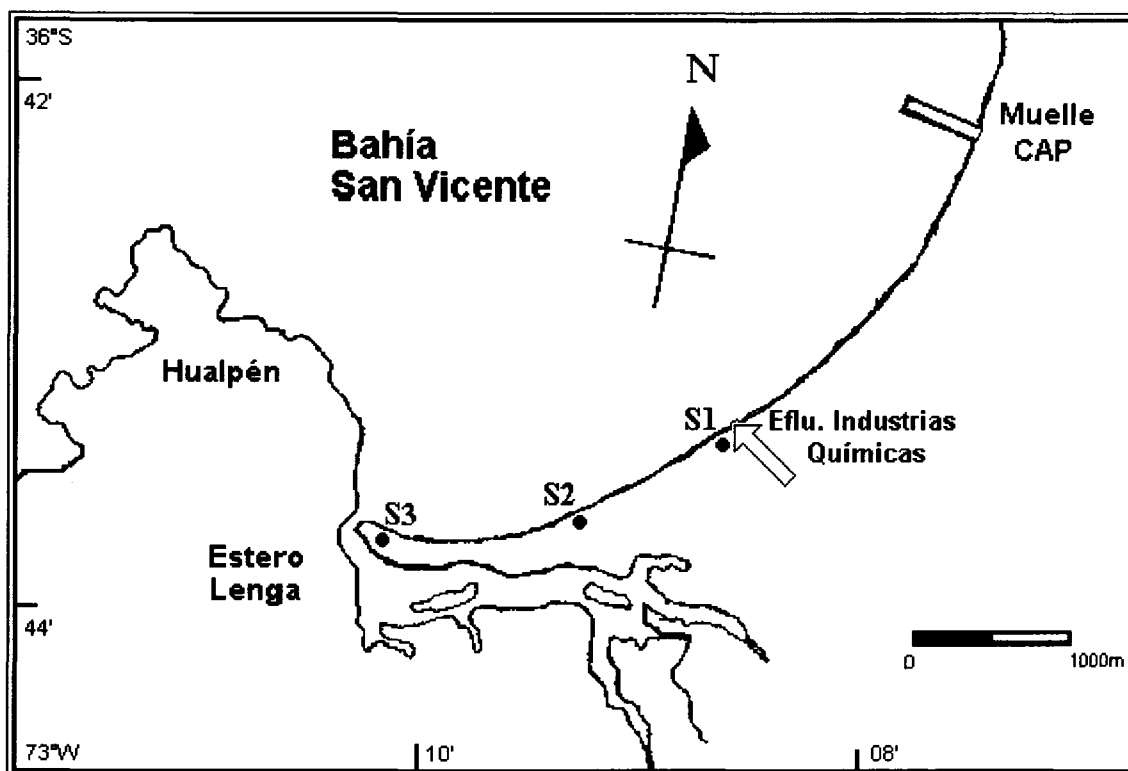 36°S
42'
N
Bahía
San Vicente
Muelle
CAP
Hualpén
S1
Eflu. Industrias
Químicas
S2
S3
Estero
Lenga
44'
0 1000m
73°W
10'
08'